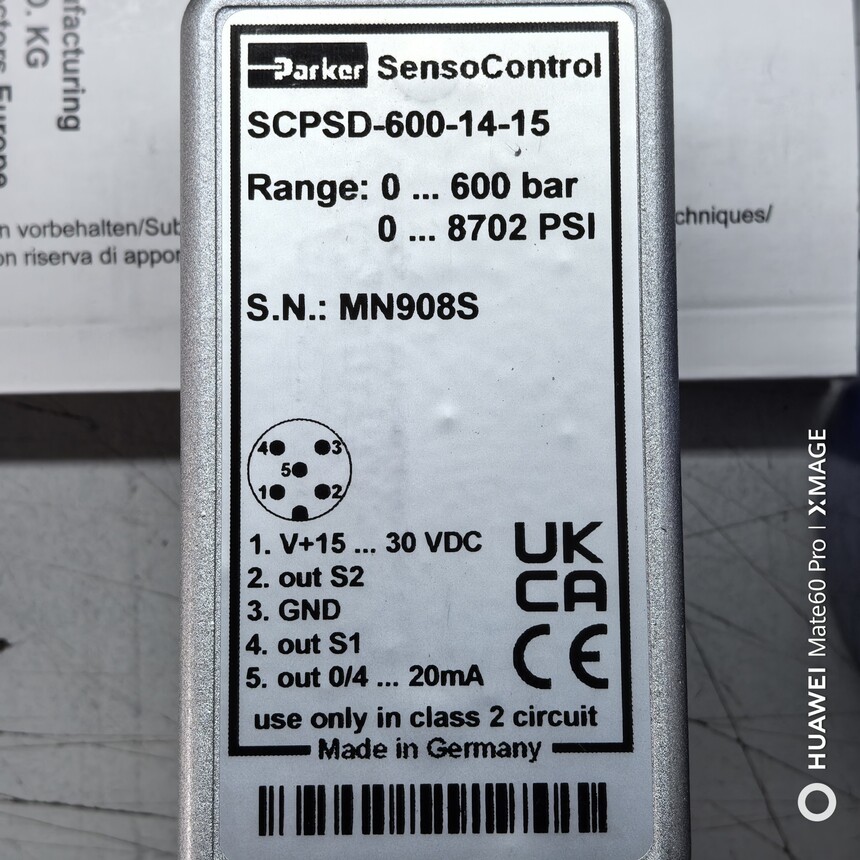 Parker SensoControl
SCPSD-600-14-15
Range: 0 ... 600 bar
0 ... 8702 PSI
S.N.: MN908S
4 3
5
1 2
1. V+15 ... 30 VDC
2. out S2
3. GND
4. out S1
5. out 0/4 ... 20mA
UK
CA
CE
use only in class 2 circuit
Made in Germany
vorbehalten/Sub
riserva di appor
chniques/
KG
Europe
HUAWEI Mate60 Pro | XMAGE